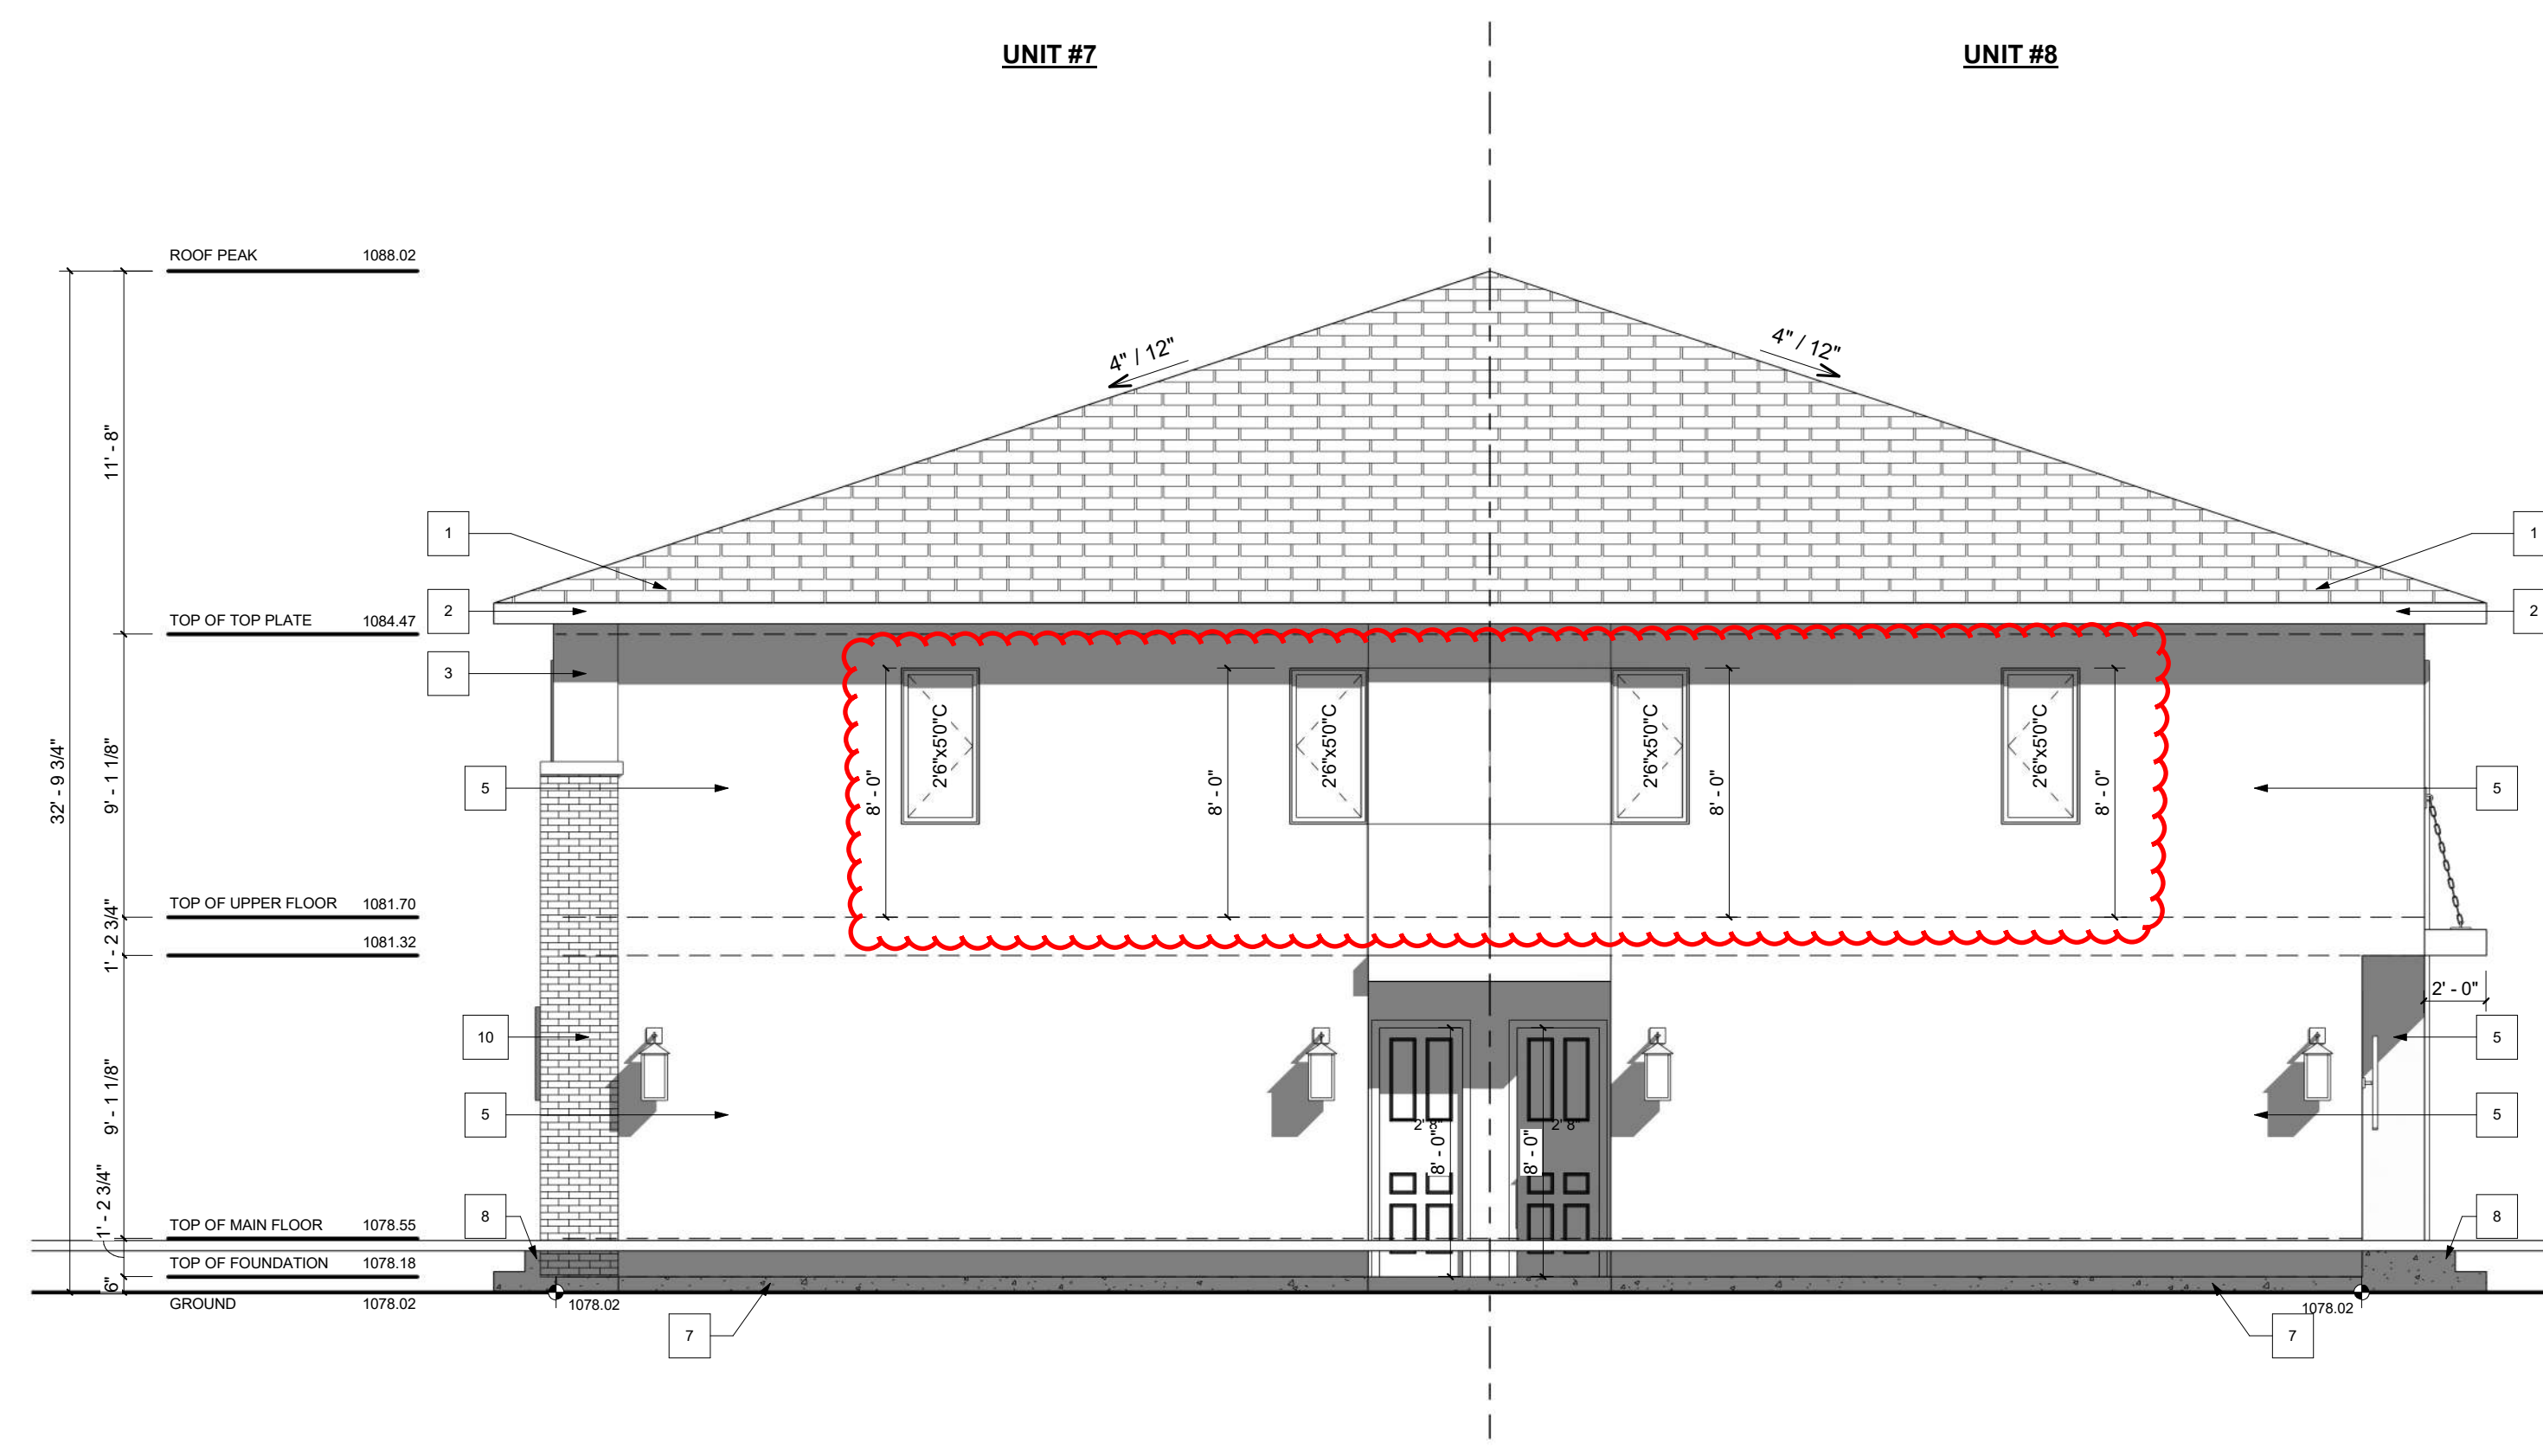 UNIT #7
UNIT #8
ROOF PEAK 1088.02
4" / 12"
4" / 12"
11' - 8"
1
1
2
2
TOP OF TOP PLATE 1084.47
3
32' - 9 3/4"
9' - 1 1/8"
5
8' - 0"
2'6"x5'0"C
8' - 0"
2'6"x5'0"C
2'6"x5'0"C
8' - 0"
2'6"x5'0"C
8' - 0"
5
TOP OF UPPER FLOOR 1081.70
1' - 2 3/4"
1081.32
2' - 0"
10
5
9' - 1 1/8"
5
2' 8"
8' - 0"
8' - 0"
2' 8"
5
1' - 2 3/4"
8
8
TOP OF MAIN FLOOR 1078.55
TOP OF FOUNDATION 1078.18
6"
GROUND 1078.02
1078.02
1078.02
7
7